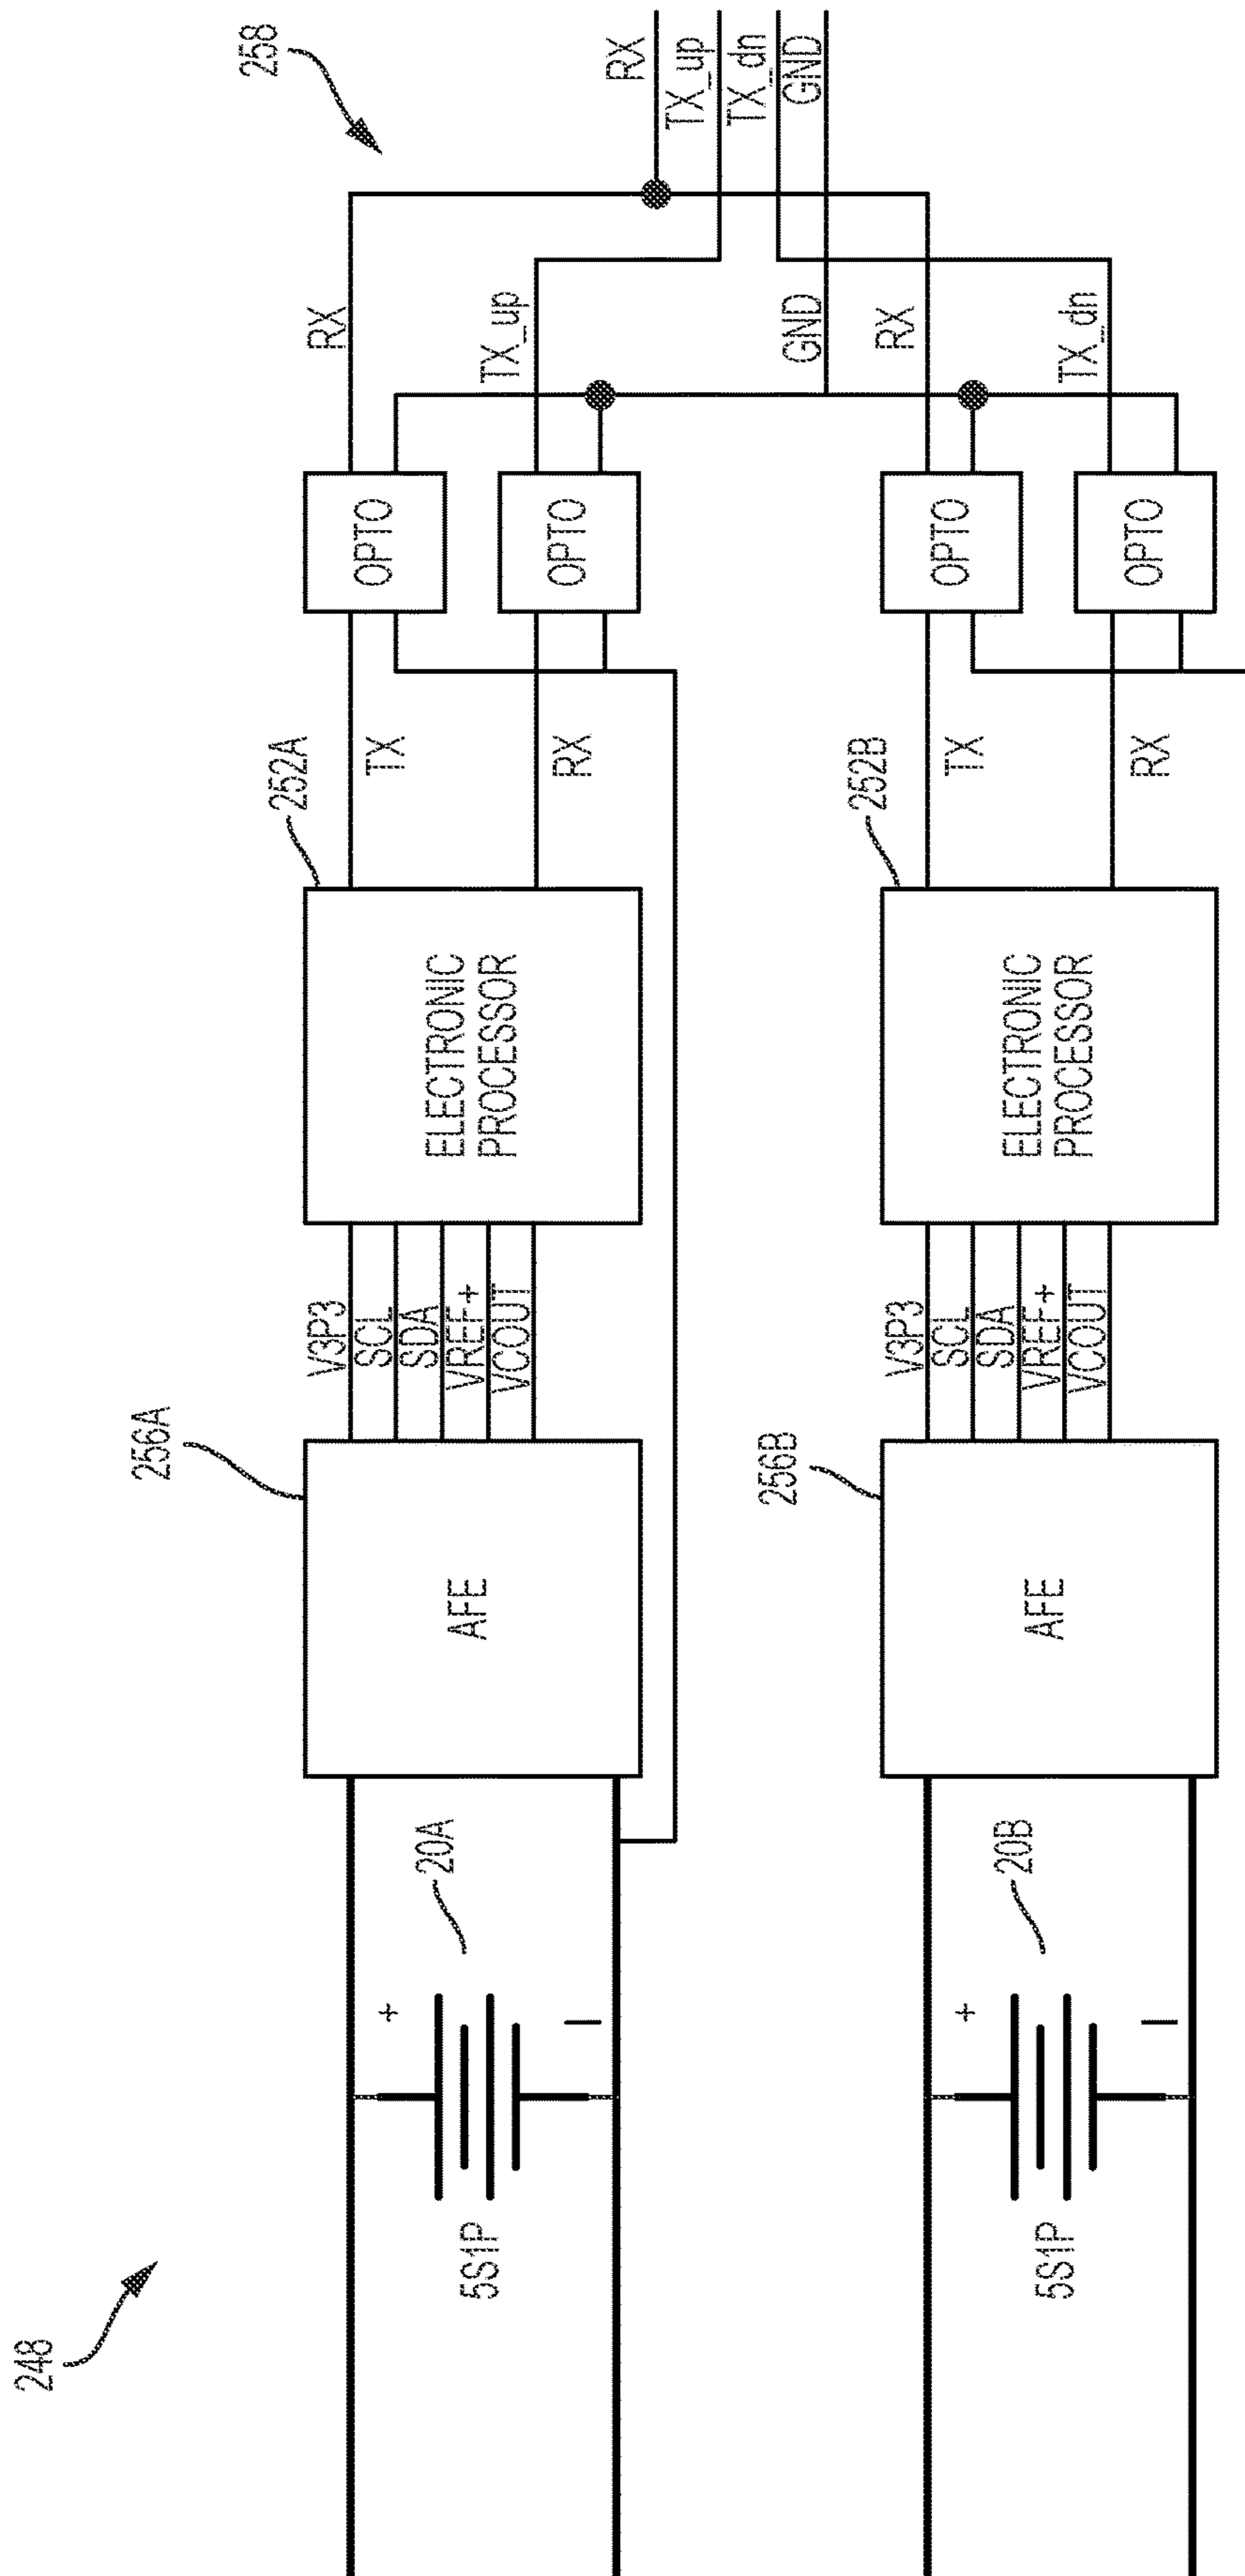 248
258
5S1P
+
20A
256A
AFE
V3P3
SCL
SDA
VREF+
VCOUT
252A
ELECTRONIC
PROCESSOR
TX
RX
OPTO
OPTO
RX
TX_up
GND
RX
TX_up
TX_dn
GND
5S1P
+
20B
256B
AFE
V3P3
SCL
SDA
VREF+
VCOUT
252B
ELECTRONIC
PROCESSOR
TX
RX
OPTO
OPTO
RX
TX_dn